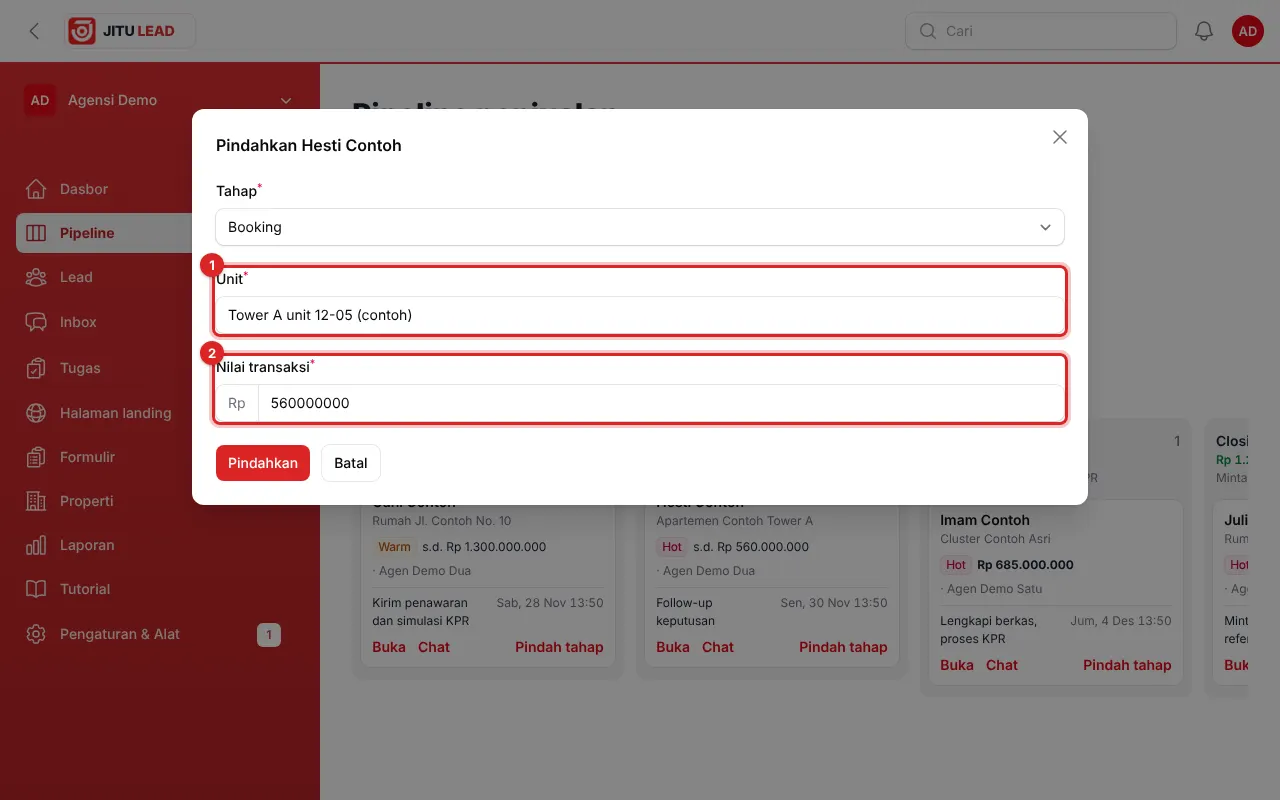 JITU LEAD
Cari
AD
AD
Agensi Demo
Dasbor
Pipeline
Lead
Inbox
Tugas
Halaman landing
Formulir
Properti
Laporan
Tutorial
Pengaturan & Alat
1
Pindahkan Hesti Contoh
Tahap*
Booking
1
Unit*
Tower A unit 12-05 (contoh)
2
Nilai transaksi*
Rp
560000000
Pindahkan
Batal
Rumah Jl. Contoh No. 10
Warm
s.d. Rp 1.300.000.000
· Agen Demo Dua
Kirim penawaran
dan simulasi KPR
Sab, 28 Nov 13:50
Buka
Chat
Pindah tahap
Apartemen Contoh Tower A
Hot
s.d. Rp 560.000.000
· Agen Demo Dua
Follow-up
keputusan
Sen, 30 Nov 13:50
Buka
Chat
Pindah tahap
1
Imam Contoh
Cluster Contoh Asri
Hot
Rp 685.000.000
· Agen Demo Satu
Lengkapi berkas,
proses KPR
Jum, 4 Des 13:50
Buka
Chat
Pindah tahap